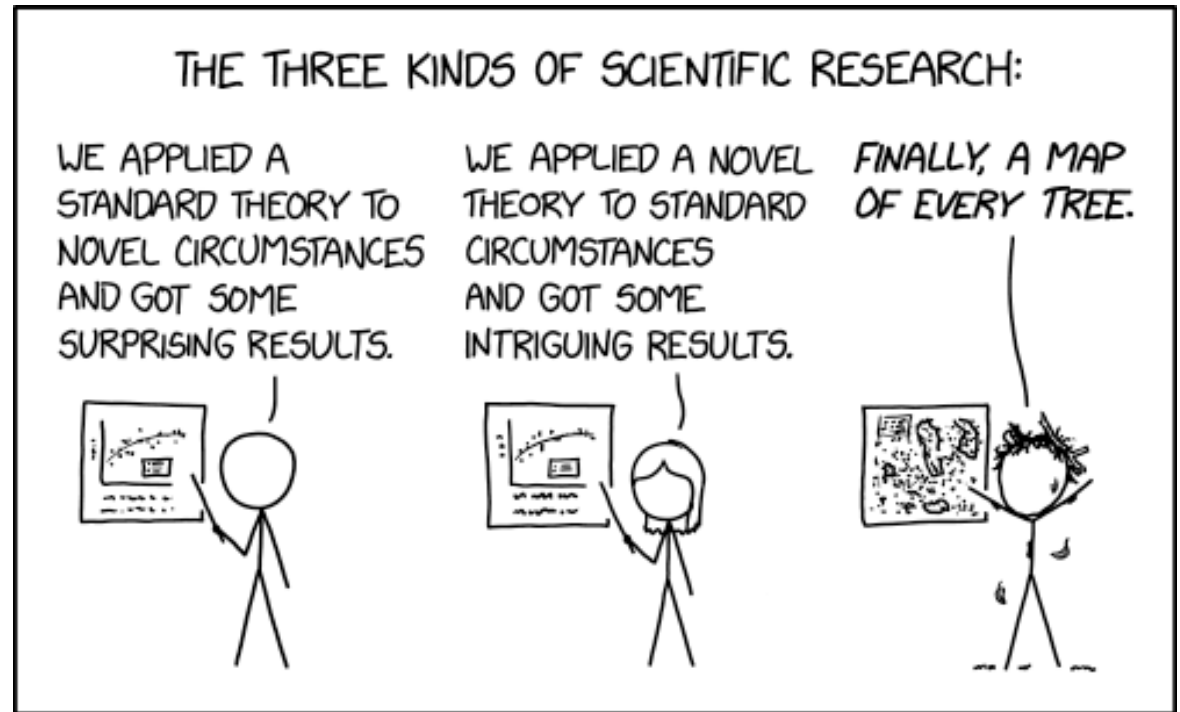 THE THREE KINDS OF SCIENTIFIC RESEARCH:
WE APPLIED A
STANDARD THEORY TO
NOVEL CIRCUMSTANCES
AND GOT SOME
SURPRISING RESULTS.
WE APPLIED A NOVEL
THEORY TO STANDARD
CIRCUMSTANCES
AND GOT SOME
INTRIGUING RESULTS.
FINALLY, A MAP
OF EVERY TREE.